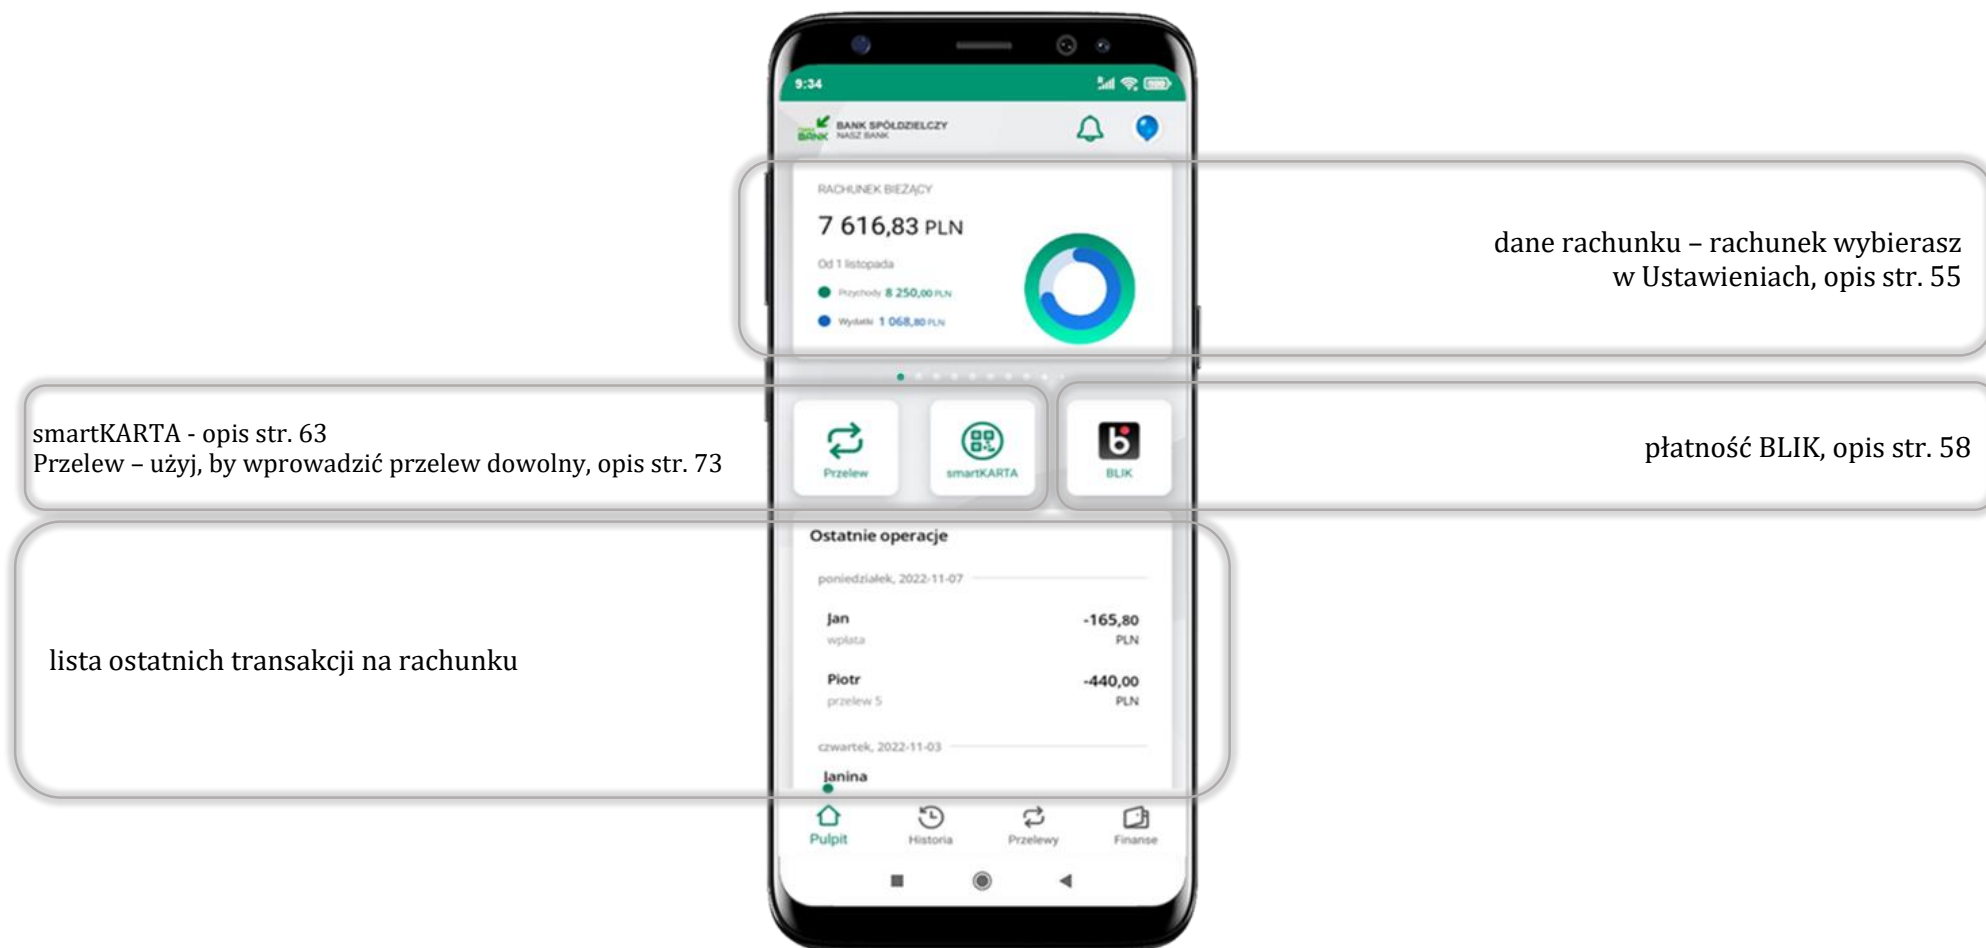 9:34
BANK
BANK SPÓŁDZIELCZY
NASZ BANK
RACHUNEK BIEŻĄCY
7 616,83 PLN
Od 1 listopada
Przychody 8 250,00 PLN
Wydatki 1 068,80 PLN
dane rachunku – rachunek wybierasz
w Ustawieniach, opis str. 55
smartKARTA - opis str. 63
Przelew – użyj, by wprowadzić przelew dowolny, opis str. 73
Przelew
smartKARTA
BLIK
płatność BLIK, opis str. 58
Ostatnie operacje
poniedziałek, 2022-11-07
Jan -165,80
wpłata PLN
Piotr -440,00
przelew 5 PLN
czwartek, 2022-11-03
Janina
lista ostatnich transakcji na rachunku
Pulpit
Historia
Przelewy
Finanse